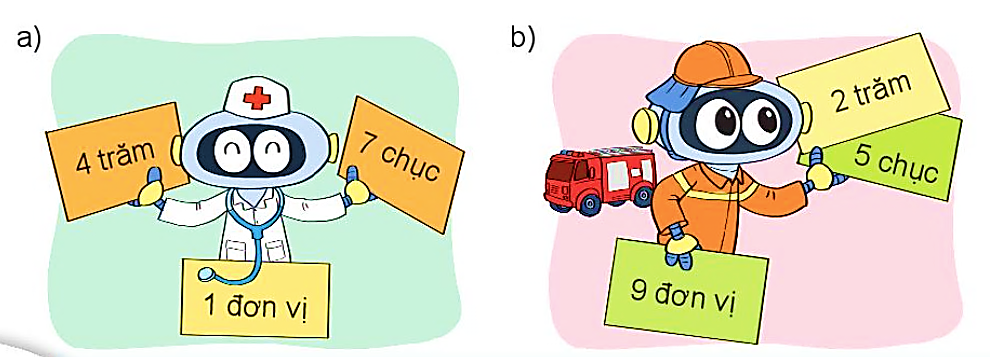 a)
4 trăm
7 chục
1 đơn vị
b)
2 trăm
5 chục
9 đơn vị